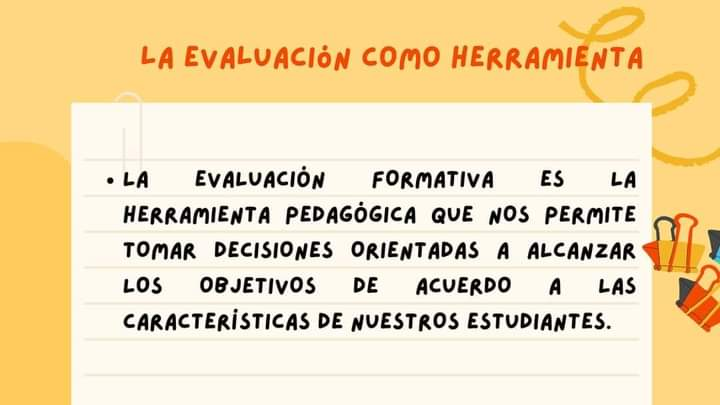 LA EVALUACIÓN COMO HERRAMIENTA
• LA EVALUACIÓN FORMATIVA ES LA
HERRAMIENTA PEDAGÓGICA QUE NOS PERMITE
TOMAR DECISIONES ORIENTADAS A ALCANZAR
LOS OBJETIVOS DE ACUERDO A LAS
CARACTERÍSTICAS DE NUESTROS ESTUDIANTES.